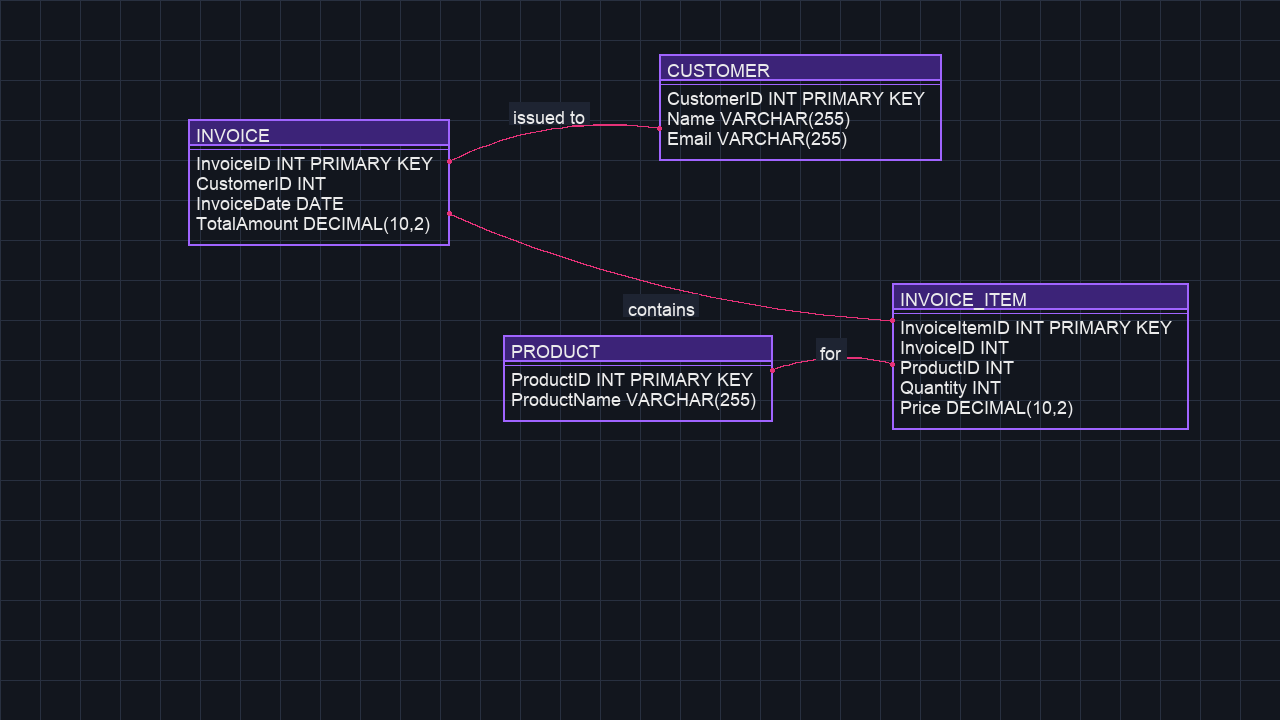 CUSTOMER
CustomerID INT PRIMARY KEY
Name VARCHAR(255)
Email VARCHAR(255)
issued to
INVOICE
InvoiceID INT PRIMARY KEY
CustomerID INT
InvoiceDate DATE
TotalAmount DECIMAL(10,2)
contains
INVOICE_ITEM
InvoiceItemID INT PRIMARY KEY
InvoiceID INT
ProductID INT
Quantity INT
Price DECIMAL(10,2)
for
PRODUCT
ProductID INT PRIMARY KEY
ProductName VARCHAR(255)